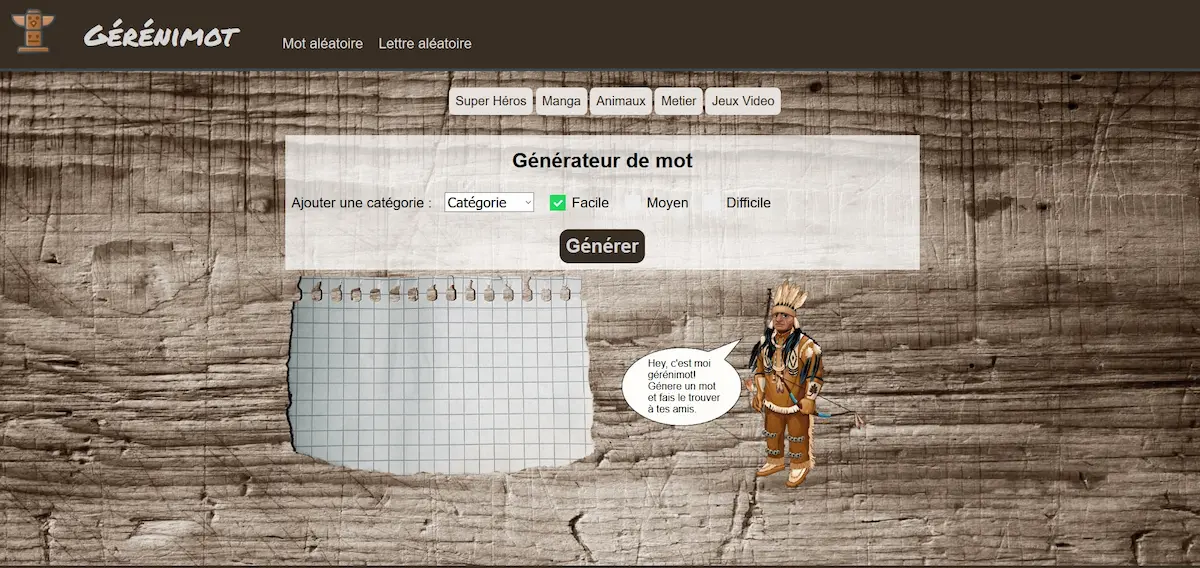 Gérénimot
Mot aléatoire Lettre aléatoire
Super Héros Manga Animaux Metier Jeux Video
Générateur de mot
Ajouter une catégorie : Catégorie Facile Moyen Difficile
Générer
Hey, c'est moi
gérénimot!
Génere un mot
et fais le trouver
à tes amis.